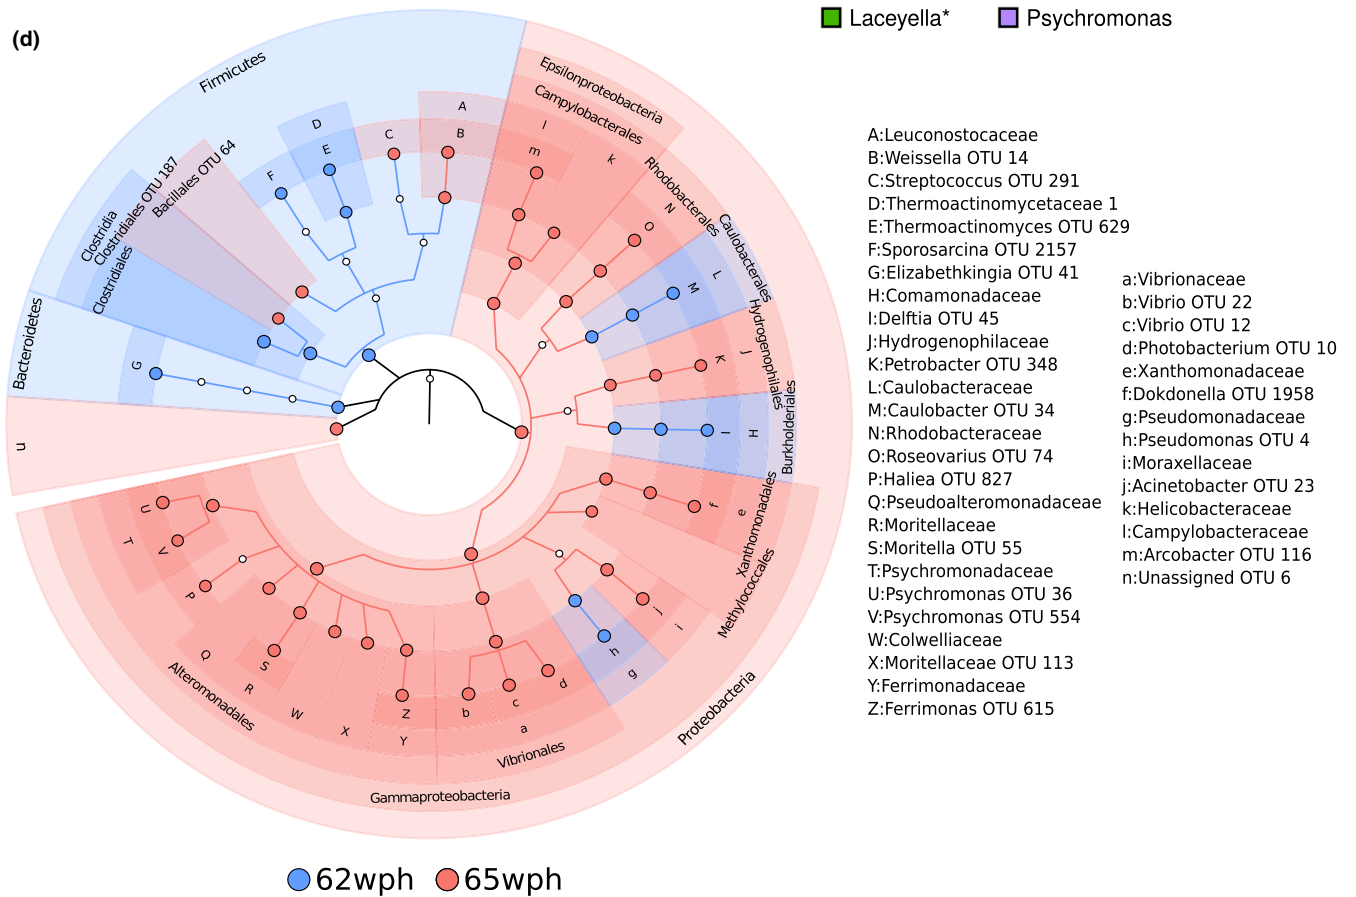 (d)
Laceyella*
Psychromonas
Firmicutes
Epsilonproteobacteria
Campylobacterales
Rhodobacterales
Caulobacterales
Hydrogenophilales
Burkholderiales
Xanthomonadales
Methylococcales
Proteobacteria
Gammaproteobacteria
Vibrionales
Alteromonadales
Bacteroidetes
Clostridia
Clostridiales OTU 187
Bacillales OTU 64
Clostridiales
A
B
C
D
E
F
G
l
m
k
N
O
L
M
J
K
H
I
f
e
j
i
h
g
d
c
b
a
Z
Y
X
W
S
R
Q
P
U
V
T
n
A:Leuconostocaceae
B:Weissella OTU 14
C:Streptococcus OTU 291
D:Thermoactinomycetaceae 1
E:Thermoactinomyces OTU 629
F:Sporosarcina OTU 2157
G:Elizabethkingia OTU 41
H:Comamonadaceae
I:Delftia OTU 45
J:Hydrogenophilaceae
K:Petrobacter OTU 348
L:Caulobacteraceae
M:Caulobacter OTU 34
N:Rhodobacteraceae
O:Roseovarius OTU 74
P:Haliea OTU 827
Q:Pseudoalteromonadaceae
R:Moritellaceae
S:Moritella OTU 55
T:Psychromonadaceae
U:Psychromonas OTU 36
V:Psychromonas OTU 554
W:Colwelliaceae
X:Moritellaceae OTU 113
Y:Ferrimonadaceae
Z:Ferrimonas OTU 615
a:Vibrionaceae
b:Vibrio OTU 22
c:Vibrio OTU 12
d:Photobacterium OTU 10
e:Xanthomonadaceae
f:Dokdonella OTU 1958
g:Pseudomonadaceae
h:Pseudomonas OTU 4
i:Moraxellaceae
j:Acinetobacter OTU 23
k:Helicobacteraceae
l:Campylobacteraceae
m:Arcobacter OTU 116
n:Unassigned OTU 6
62wph
65wph